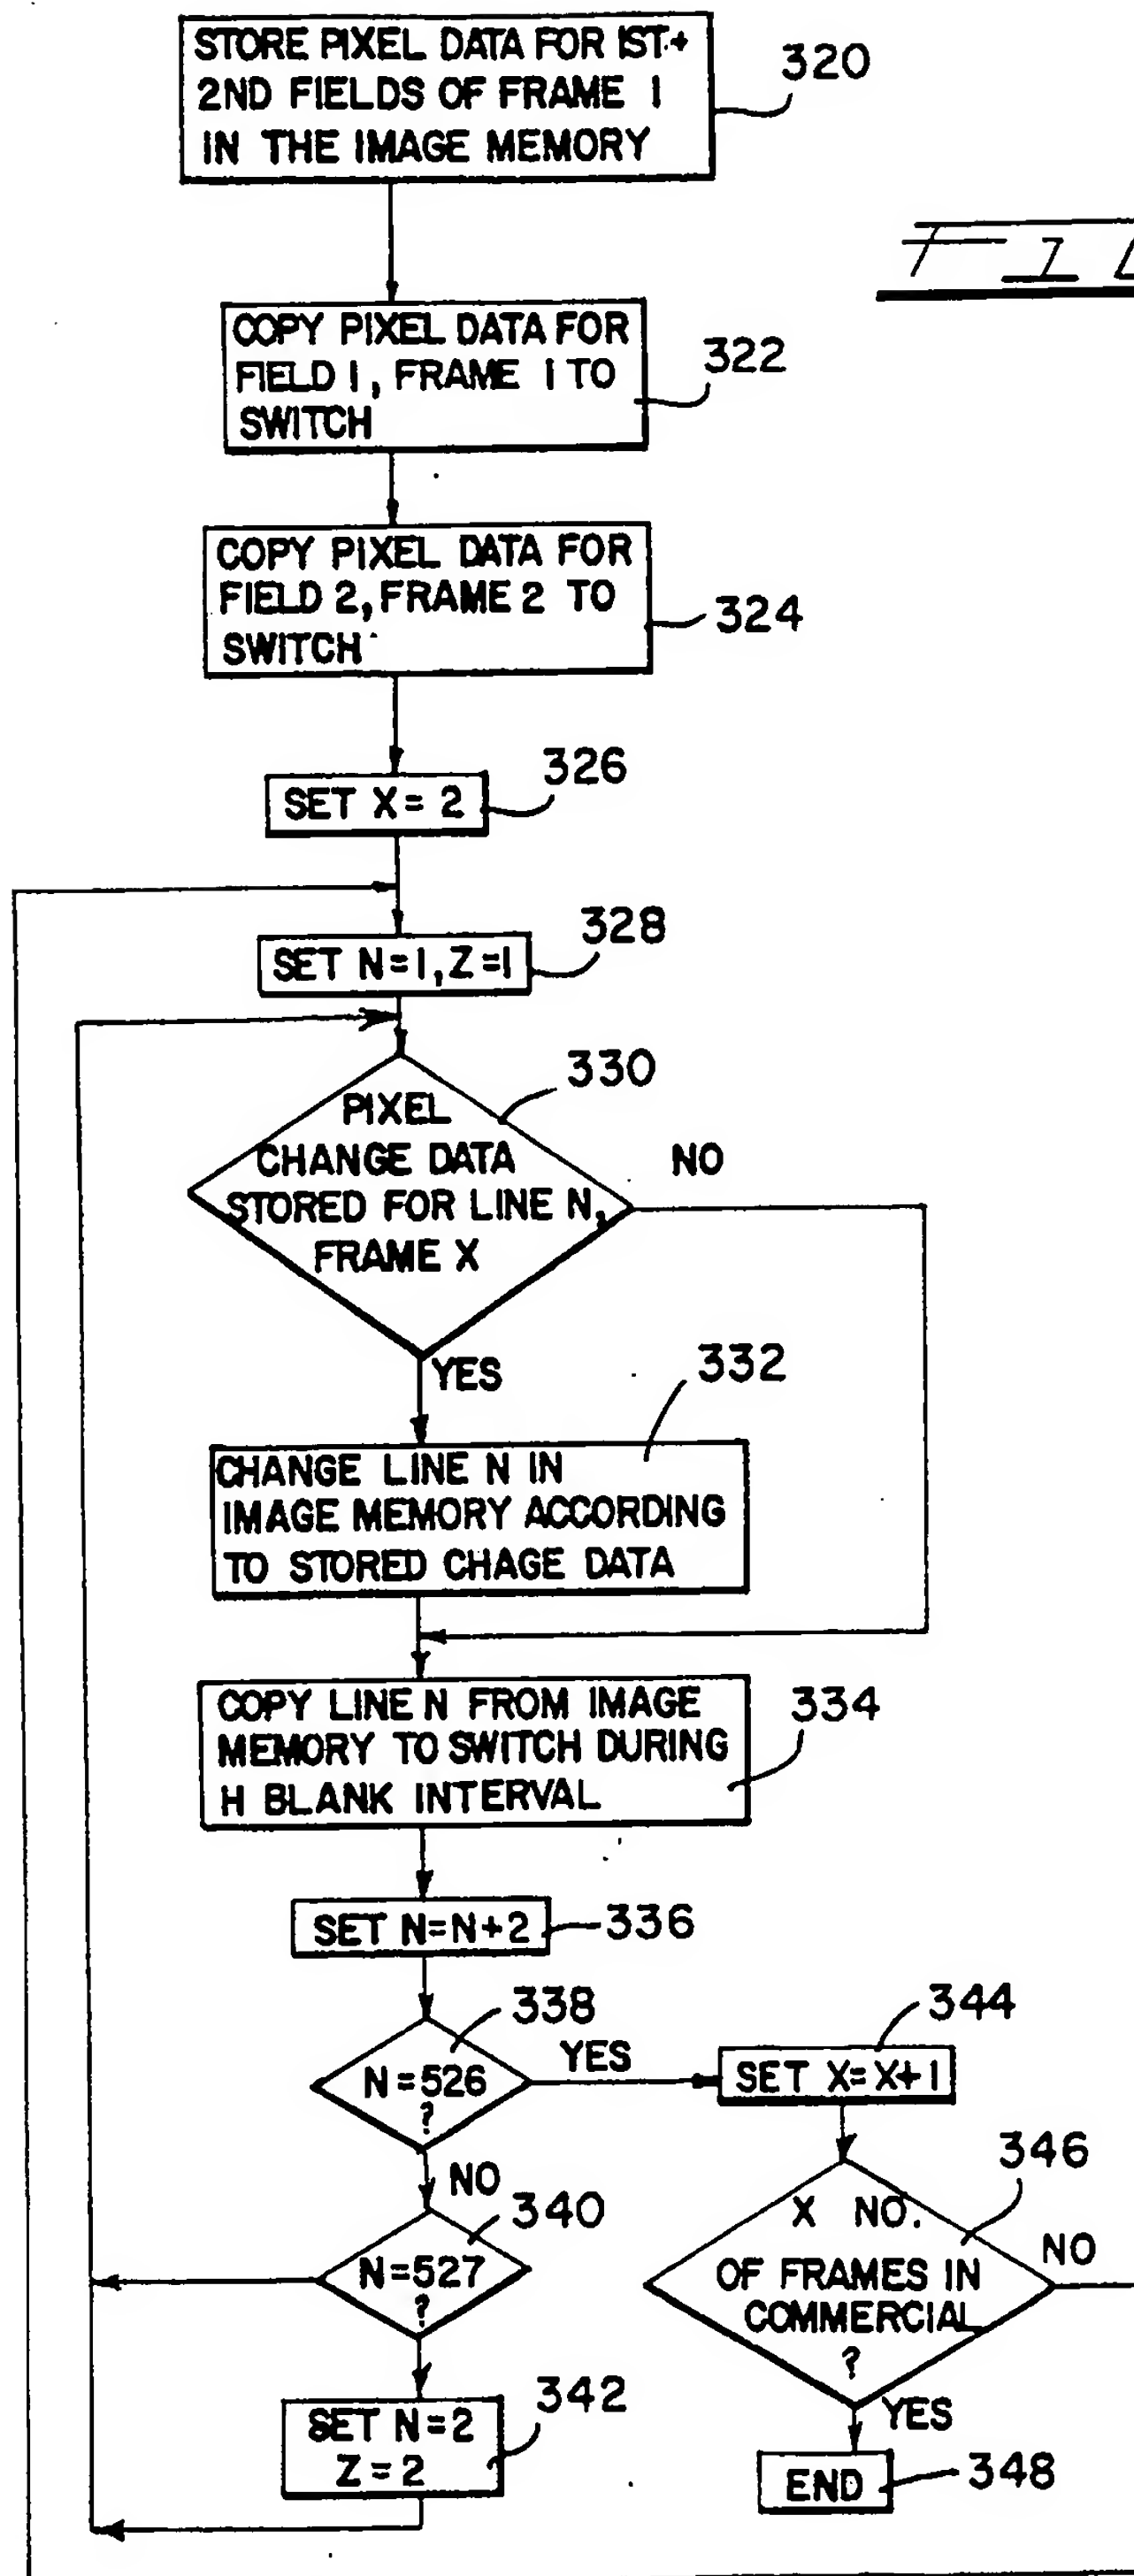 STORE PIXEL DATA FOR 1ST +
2ND FIELDS OF FRAME 1
IN THE IMAGE MEMORY
320
COPY PIXEL DATA FOR
FIELD 1, FRAME 1 TO
SWITCH
322
COPY PIXEL DATA FOR
FIELD 2, FRAME 2 TO
SWITCH
324
SET X = 2
326
SET N=1, Z=1
328
PIXEL
CHANGE DATA
STORED FOR LINE N,
FRAME X
330
NO
YES
332
CHANGE LINE N IN
IMAGE MEMORY ACCORDING
TO STORED CHAGE DATA
COPY LINE N FROM IMAGE
MEMORY TO SWITCH DURING
H BLANK INTERVAL
334
SET N=N+2
336
338
N=526
?
YES
344
SET X=X+1
NO
340
N=527
?
346
X NO.
OF FRAMES IN
COMMERCIAL
?
NO
YES
342
SET N=2
Z=2
END
348